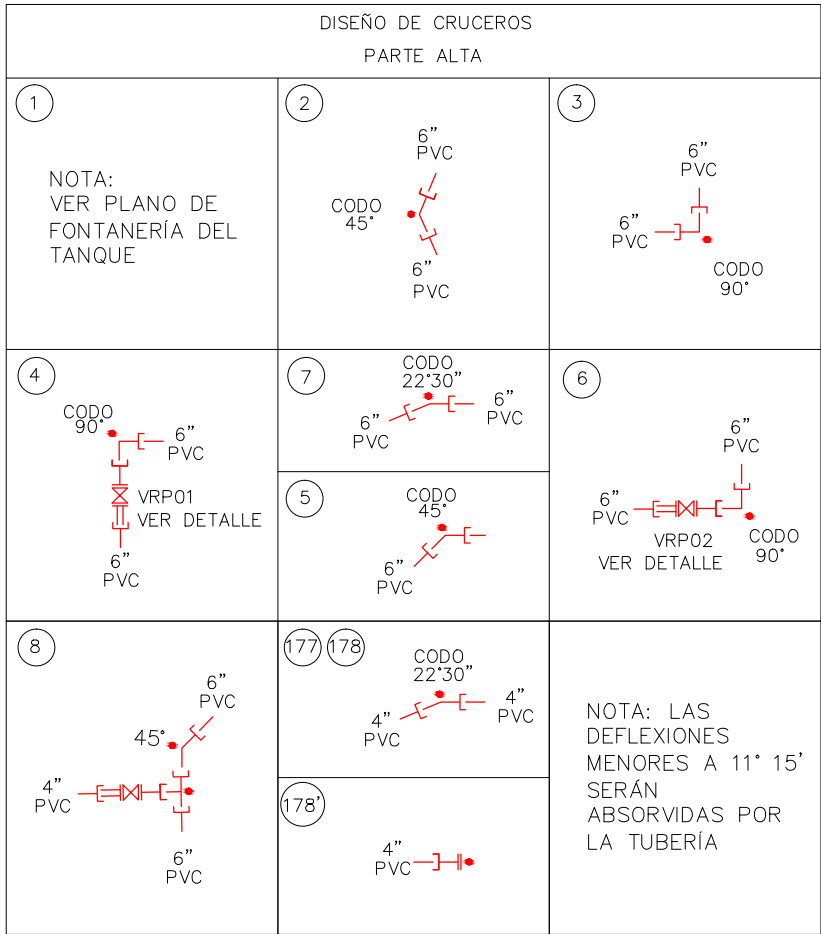 DISEÑO DE CRUCEROS
PARTE ALTA
1
NOTA:
VER PLANO DE
FONTANERÍA DEL
TANQUE
2
6"
PVC
CODO
45°
6"
PVC
3
6"
PVC
6"
PVC
CODO
90°
4
CODO
90°
6"
PVC
VRP01
VER DETALLE
6"
PVC
7
CODO
22°30"
6"
PVC
6"
PVC
5
CODO
45°
6"
PVC
6
6"
PVC
6"
PVC
VRP02
VER DETALLE
CODO
90°
8
6"
PVC
45°
4"
PVC
6"
PVC
177 178
CODO
22°30"
4"
PVC
4"
PVC
178'
4"
PVC
NOTA: LAS
DEFLEXIONES
MENORES A 11° 15'
SERÁN
ABSORVIDAS POR
LA TUBERÍA